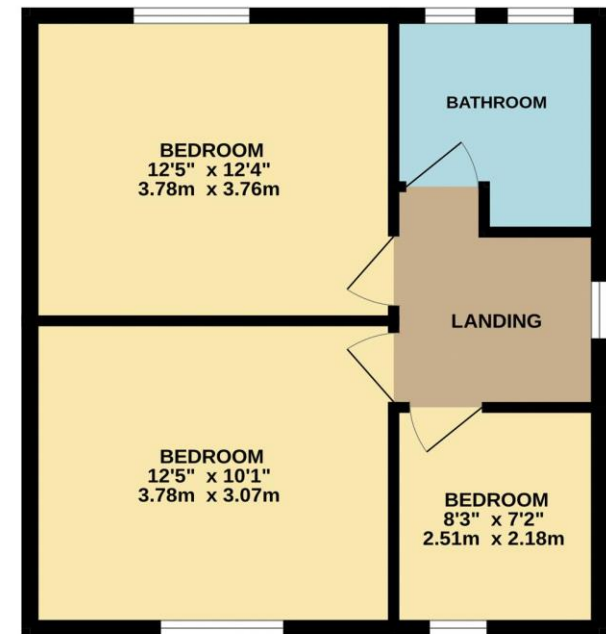 BATHROOM
BEDROOM
12'5" x 12'4"
3.78m x 3.76m
LANDING
BEDROOM
12'5" x 10'1"
3.78m x 3.07m
BEDROOM
8'3" x 7'2"
2.51m x 2.18m